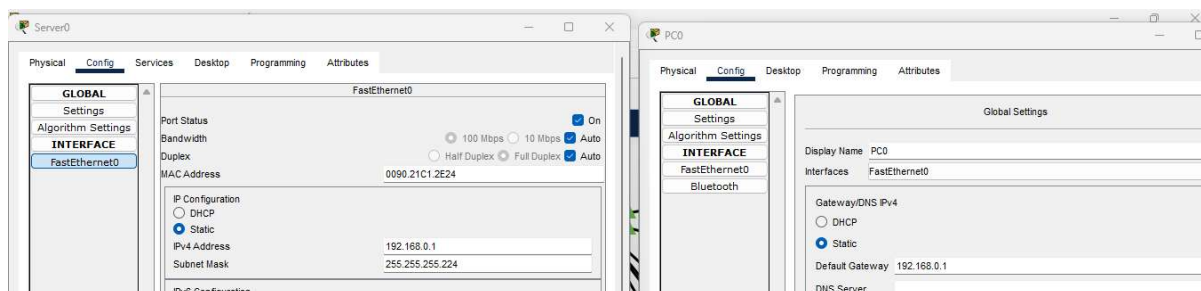 Server0
Physical Config Services Desktop Programming Attributes
GLOBAL
Settings
Algorithm Settings
INTERFACE
FastEthernet0
FastEthernet0
Port Status On
Bandwidth 100 Mbps 10 Mbps Auto
Duplex Half Duplex Full Duplex Auto
MAC Address 0090.21C1.2E24
IP Configuration
DHCP
Static
IPv4 Address 192.168.0.1
Subnet Mask 255.255.255.224
IPv6 Configuration
PC0
Physical Config Desktop Programming Attributes
GLOBAL
Settings
Algorithm Settings
INTERFACE
FastEthernet0
Bluetooth
Global Settings
Display Name PC0
Interfaces FastEthernet0
Gateway/DNS IPv4
DHCP
Static
Default Gateway 192.168.0.1
DNS Server